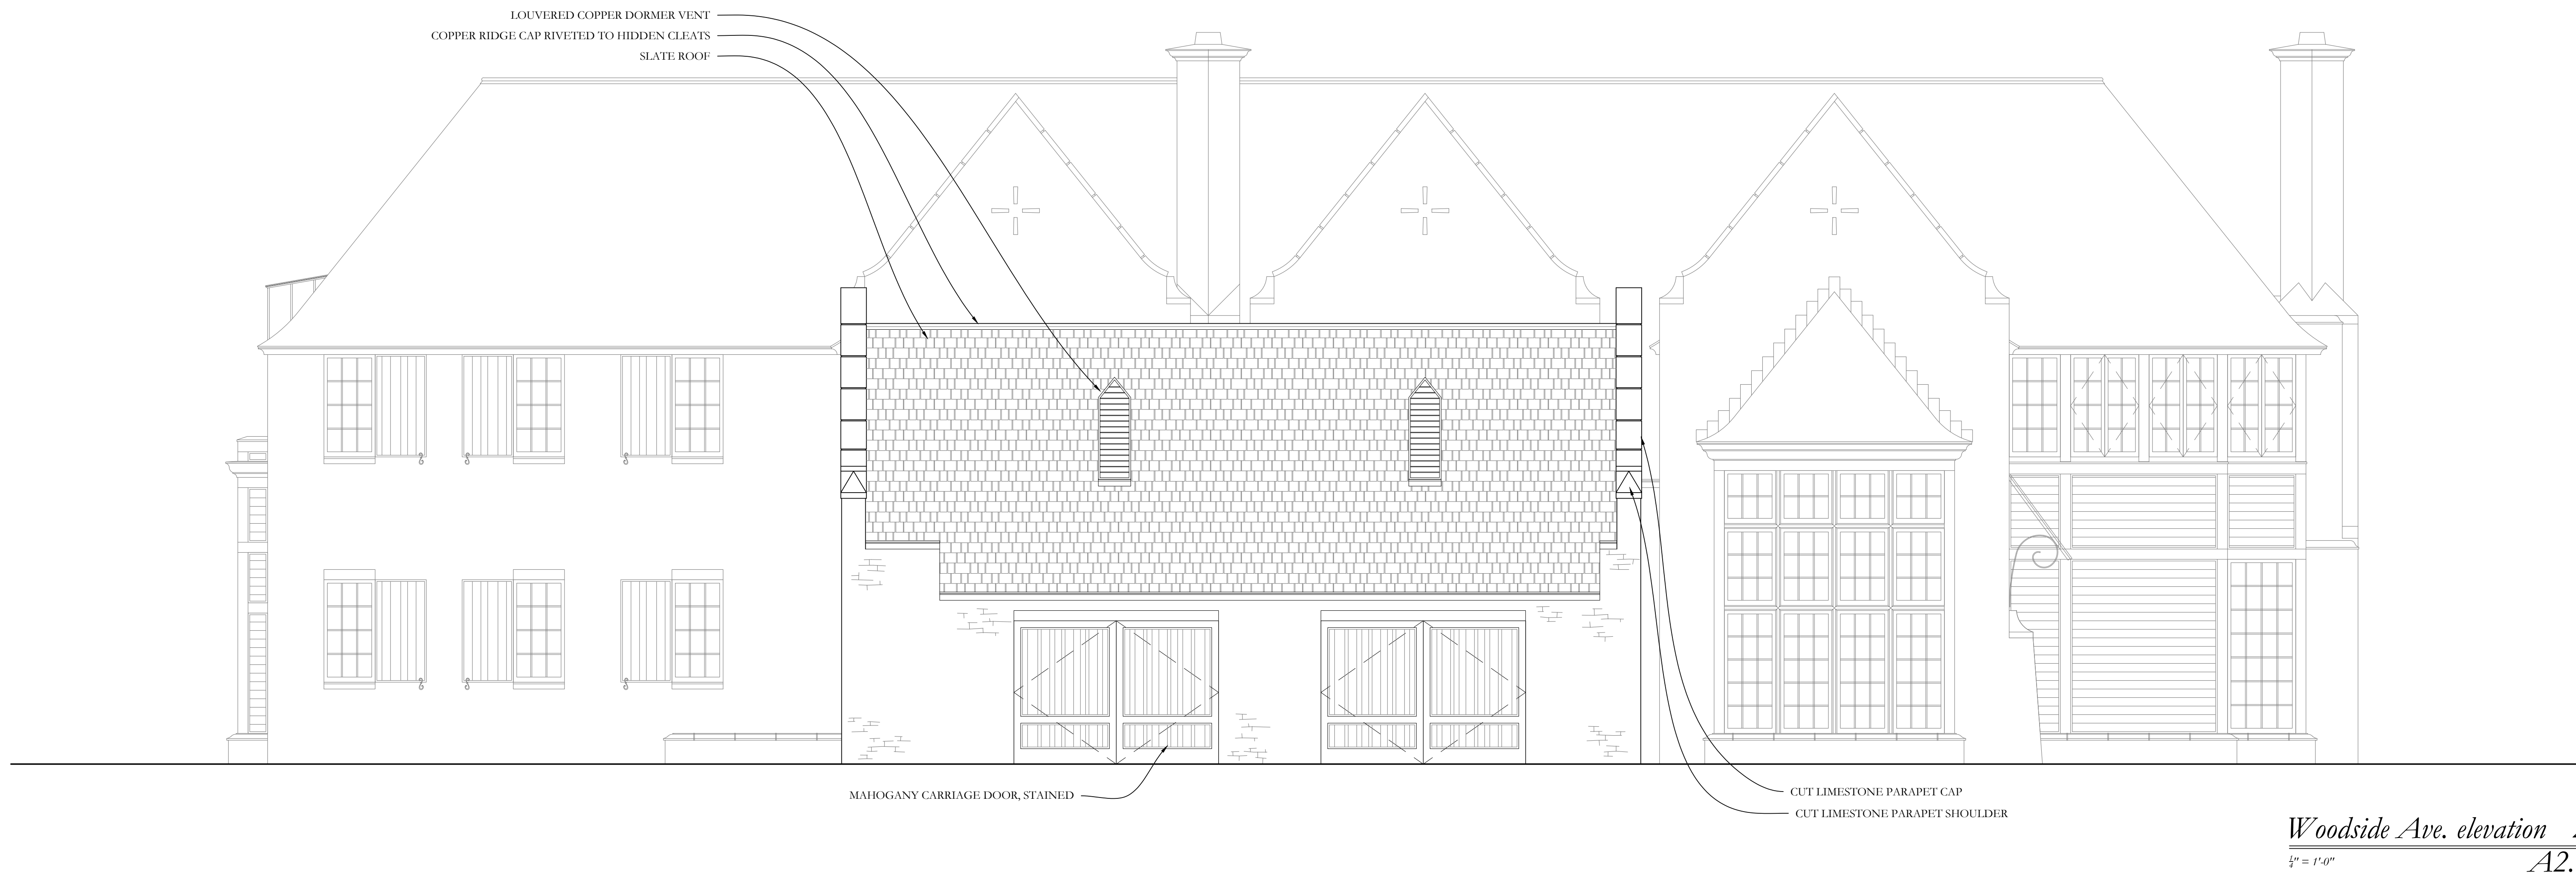 LOUVERED COPPER DORMER VENT
COPPER RIDGE CAP RIVETED TO HIDDEN CLEATS
SLATE ROOF
MAHOGANY CARRIAGE DOOR, STAINED
CUT LIMESTONE PARAPET CAP
CUT LIMESTONE PARAPET SHOULDER
Woodside Ave. elevation
1/4" = 1'-0"
A2.